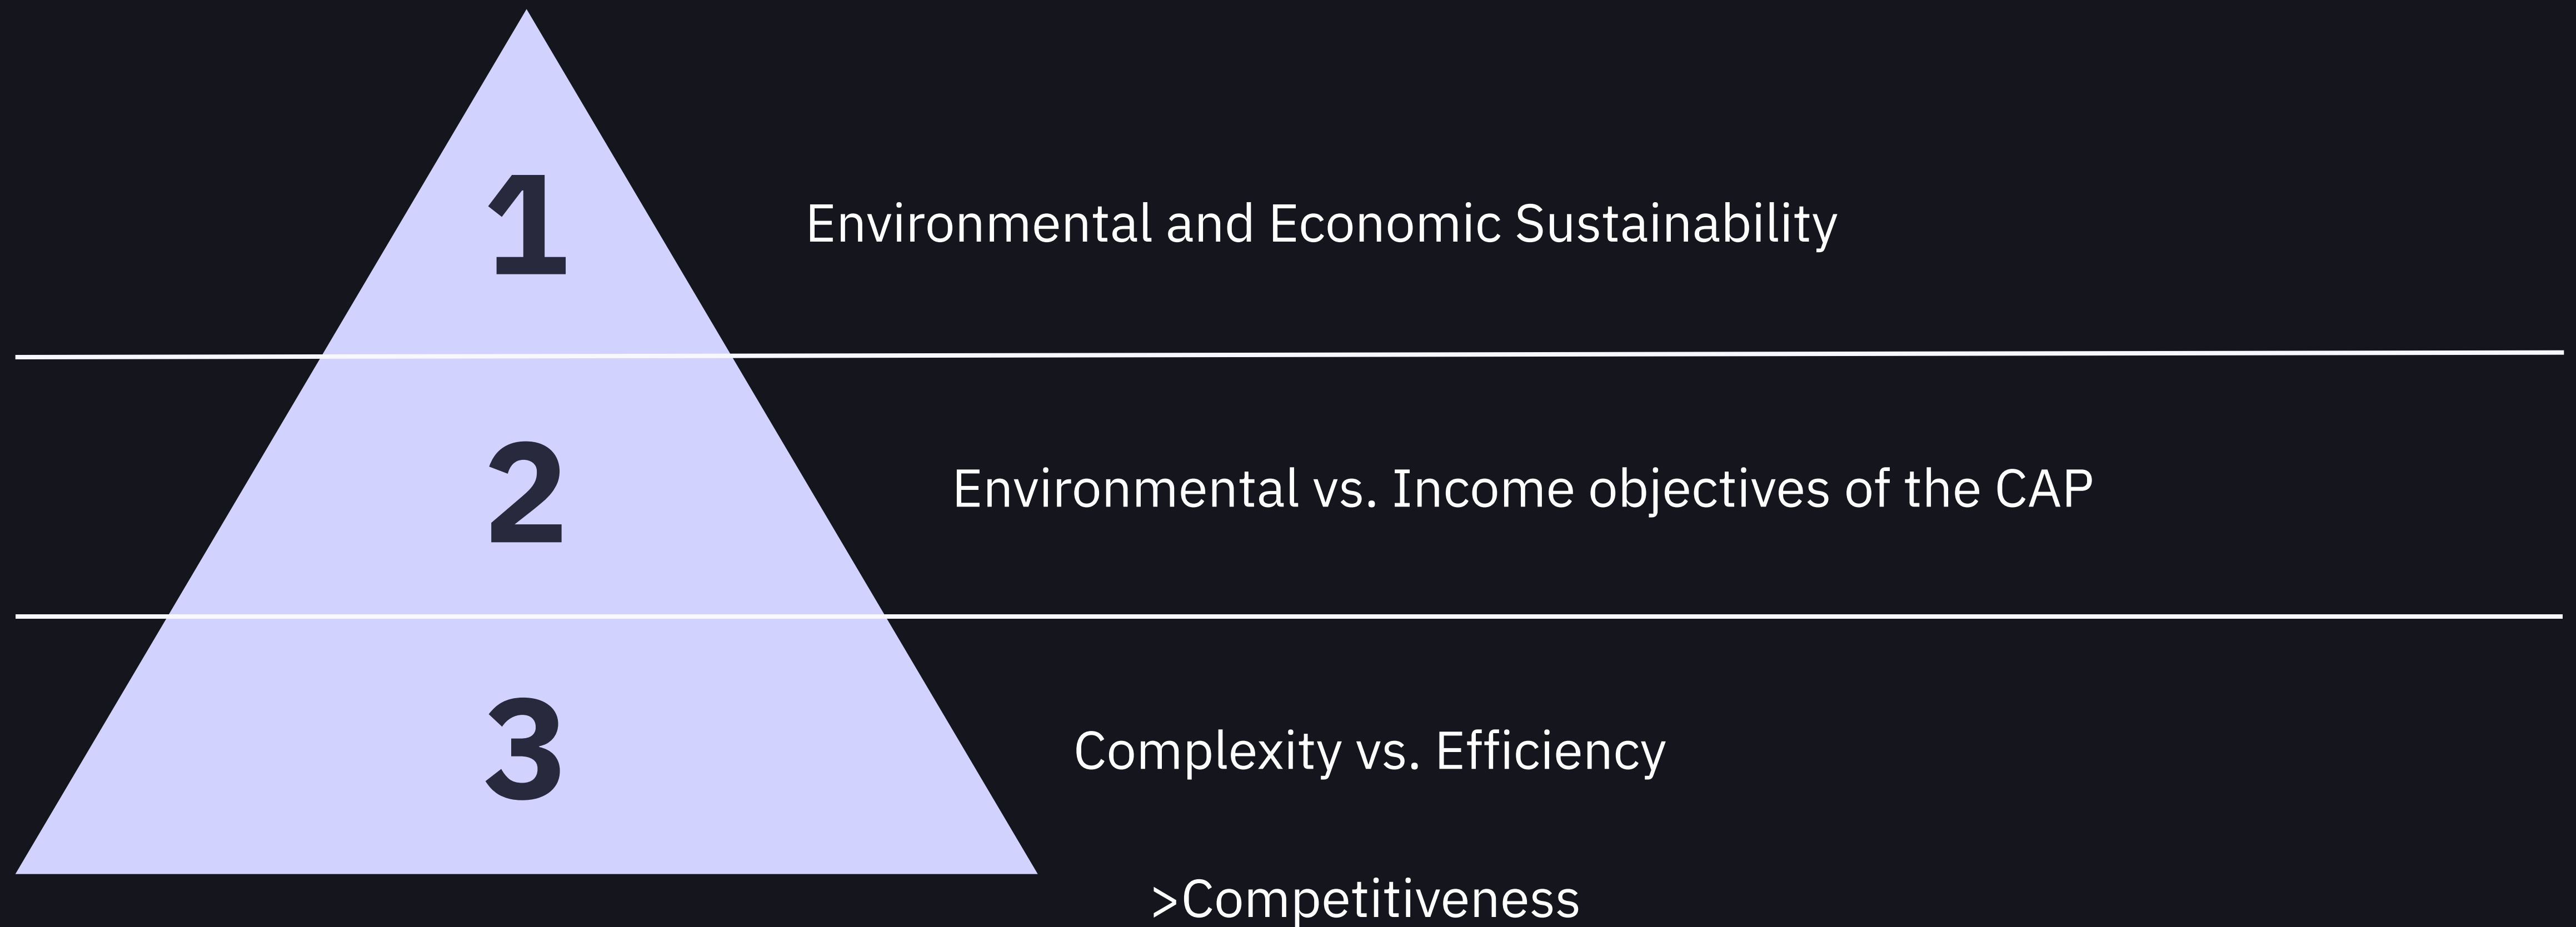 1
Environmental and Economic Sustainability
2
Environmental vs. Income objectives of the CAP
3
Complexity vs. Efficiency
>Competitiveness